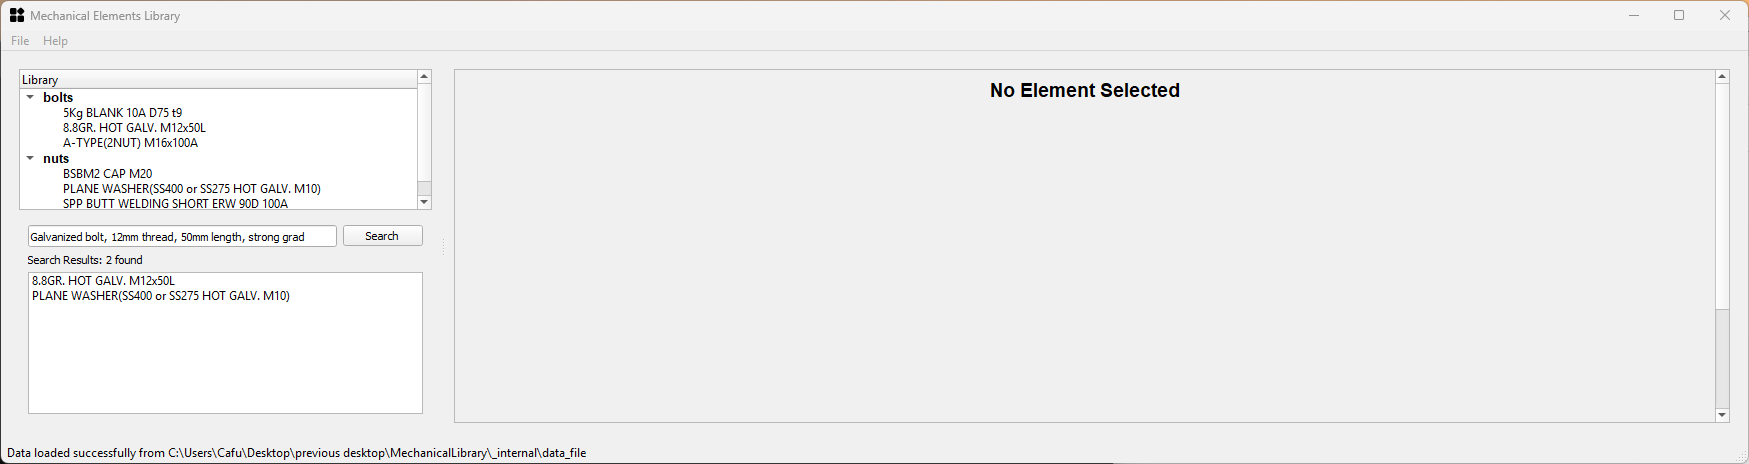 Mechanical Elements Library
File Help
Library
bolts
5Kg BLANK 10A D75 t9
8.8GR. HOT GALV. M12x50L
A-TYPE(2NUT) M16x100A
nuts
BSBM2 CAP M20
PLANE WASHER(SS400 or SS275 HOT GALV. M10)
SPP BUTT WELDING SHORT ERW 90D 100A
Galvanized bolt, 12mm thread, 50mm length, strong grad
Search
Search Results: 2 found
8.8GR. HOT GALV. M12x50L
PLANE WASHER(SS400 or SS275 HOT GALV. M10)
No Element Selected
Data loaded successfully from C:\Users\Cafu\Desktop\previous desktop\MechanicalLibrary\_internal\data_file